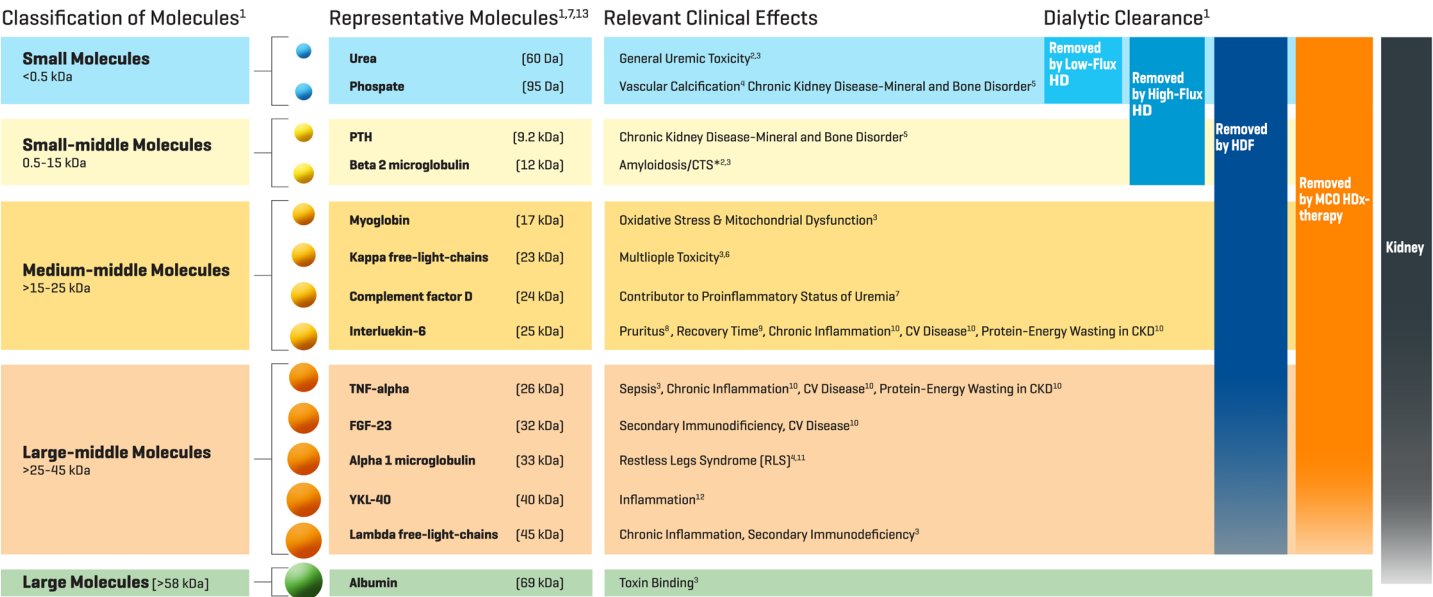 Classification of Molecules1
Representative Molecules1,7,13
Relevant Clinical Effects
Dialytic Clearance1
Small Molecules
<0.5 kDa
Urea (60 Da) General Uremic Toxicity2,3
Phospate (95 Da) Vascular Calcification4 Chronic Kidney Disease-Mineral and Bone Disorder5
Small-middle Molecules
0.5-15 kDa
PTH (9.2 kDa) Chronic Kidney Disease-Mineral and Bone Disorder5
Beta 2 microglobulin (12 kDa) Amyloidosis/CTS*2,3
Medium-middle Molecules
>15-25 kDa
Myoglobin (17 kDa) Oxidative Stress & Mitochondrial Dysfunction3
Kappa free-light-chains (23 kDa) Multliople Toxicity3,6
Complement factor D (24 kDa) Contributor to Proinflammatory Status of Uremia7
Interluekin-6 (25 kDa) Pruritus8, Recovery Time9, Chronic Inflammation10, CV Disease10, Protein-Energy Wasting in CKD10
Large-middle Molecules
>25-45 kDa
TNF-alpha (26 kDa) Sepsis3, Chronic Inflammation10, CV Disease10, Protein-Energy Wasting in CKD10
FGF-23 (32 kDa) Secondary Immunodificiency, CV Disease10
Alpha 1 microglobulin (33 kDa) Restless Legs Syndrome (RLS)4,11
YKL-40 (40 kDa) Inflammation12
Lambda free-light-chains (45 kDa) Chronic Inflammation, Secondary Immunodeficiency3
Large Molecules [>58 kDa]
Albumin (69 kDa) Toxin Binding3
Removed
by Low-Flux
HD
Removed
by High-Flux
HD
Removed
by HDF
Removed
by MCO HDx-
therapy
Kidney